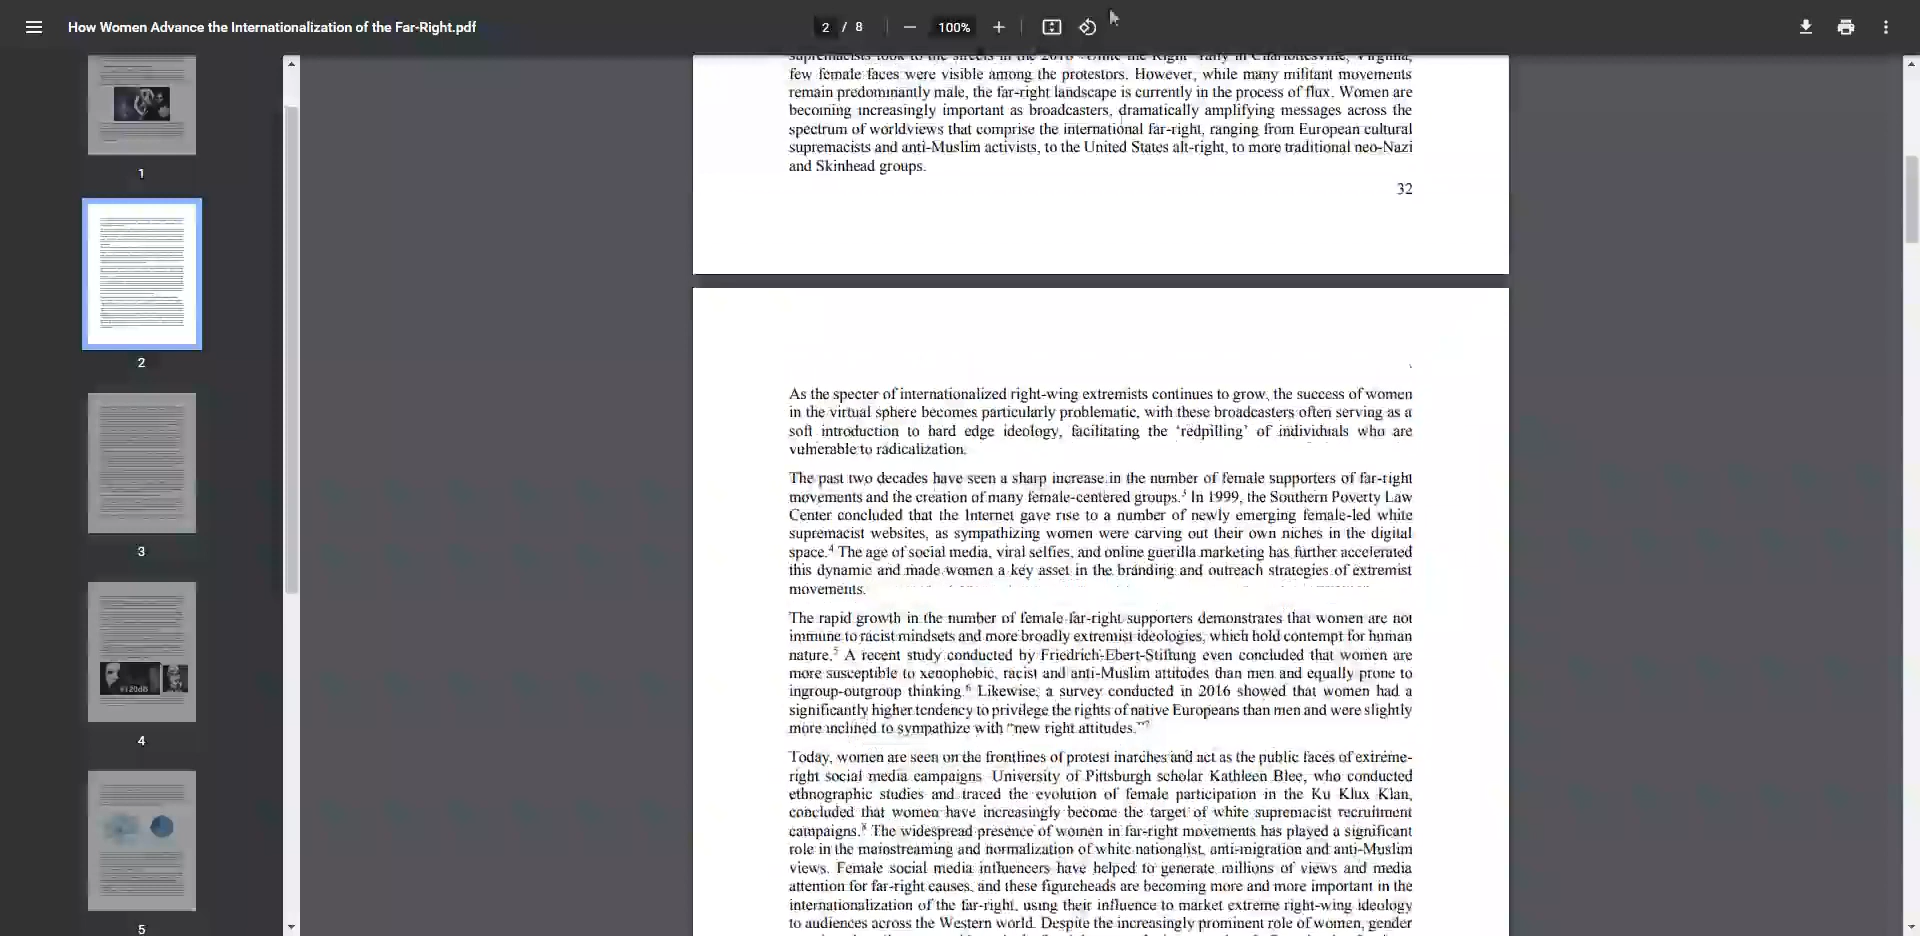 How Women Advance the Internationalization of the Far-Right.pdf
2 / 8
100%
1
2
3
4
#120dB
5
few female faces were visible among the protestors. However, while many militant movements
remain predominantly male, the far-right landscape is currently in the process of flux. Women are
becoming increasingly important as broadcasters, dramatically amplifying messages across the
spectrum of worldviews that comprise the international far-right, ranging from European cultural
supremacists and anti-Muslim activists, to the United States alt-right, to more traditional neo-Nazi
and Skinhead groups.
32
As the specter of internationalized right-wing extremists continues to grow, the success of women
in the virtual sphere becomes particularly problematic, with these broadcasters often serving as a
soft introduction to hard edge ideology, facilitating the 'redpilling' of individuals who are
vulnerable to radicalization.
The past two decades have seen a sharp increase in the number of female supporters of far-right
movements and the creation of many female-centered groups.³ In 1999, the Southern Poverty Law
Center concluded that the Internet gave rise to a number of newly emerging female-led white
supremacist websites, as sympathizing women were carving out their own niches in the digital
space.⁴ The age of social media, viral selfies, and online guerilla marketing has further accelerated
this dynamic and made women a key asset in the branding and outreach strategies of extremist
movements.
The rapid growth in the number of female far-right supporters demonstrates that women are not
immune to racist mindsets and more broadly extremist ideologies, which hold contempt for human
nature.⁵ A recent study conducted by Friedrich-Ebert-Stiftung even concluded that women are
more susceptible to xenophobic, racist and anti-Muslim attitudes than men and equally prone to
ingroup-outgroup thinking.⁶ Likewise, a survey conducted in 2016 showed that women had a
significantly higher tendency to privilege the rights of native Europeans than men and were slightly
more inclined to sympathize with "new right attitudes."⁷
Today, women are seen on the frontlines of protest marches and act as the public faces of extreme-
right social media campaigns. University of Pittsburgh scholar Kathleen Blee, who conducted
ethnographic studies and traced the evolution of female participation in the Ku Klux Klan,
concluded that women have increasingly become the target of white supremacist recruitment
campaigns.⁸ The widespread presence of women in far-right movements has played a significant
role in the mainstreaming and normalization of white nationalist, anti-migration and anti-Muslim
views. Female social media influencers have helped to generate millions of views and media
attention for far-right causes, and these figureheads are becoming more and more important in the
internationalization of the far-right, using their influence to market extreme right-wing ideology
to audiences across the Western world. Despite the increasingly prominent role of women, gender